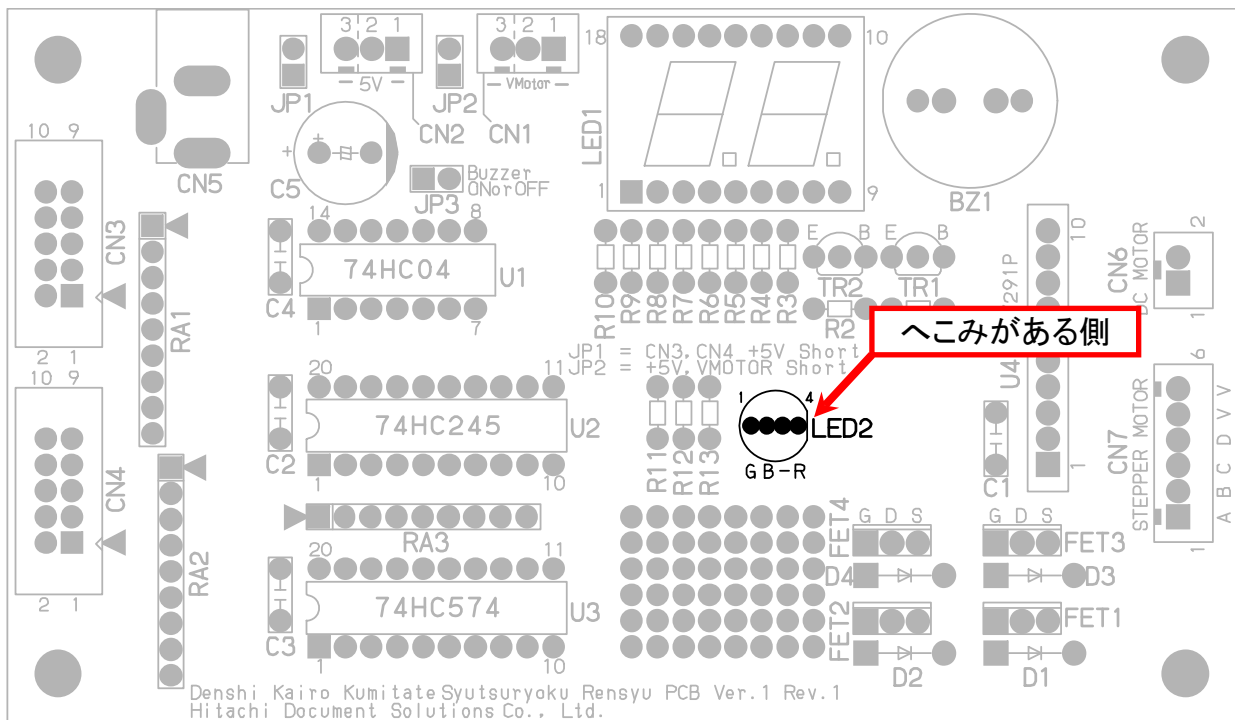 3 2 1
3 2 1
18
10
5V
VMotor
JP1
JP2
CN2
CN1
LED1
10 9
CN5
+
+
C5
Buzzer
ONorOFF
JP3
1
9
BZ1
14
8
CN3
74HC04
U1
C4
1
7
E B
E B
TR2
TR1
R10
R9
R8
R7
R6
R5
R4
R3
R2
10
291P
U4
1
CN6
DC MOTOR
2
1
RA1
2 1
へこみがある側
JP1 = CN3,CN4 +5V Short
JP2 = +5V,VMOTOR Short
10 9
20
11
74HC245
U2
C2
1
10
1
4
LED2
G B-R
R11
R12
R13
C1
CN7
STEPPER MOTOR
6
1
A B C D V V
CN4
2 1
RA2
RA3
20
11
74HC574
U3
C3
1
10
FET4
G D S
G D S
FET3
D4
D3
FET2
FET1
D2
D1
Denshi Kairo Kumitate Syutsuryoku Rensyu PCB Ver.1 Rev.1
Hitachi Document Solutions Co., Ltd.